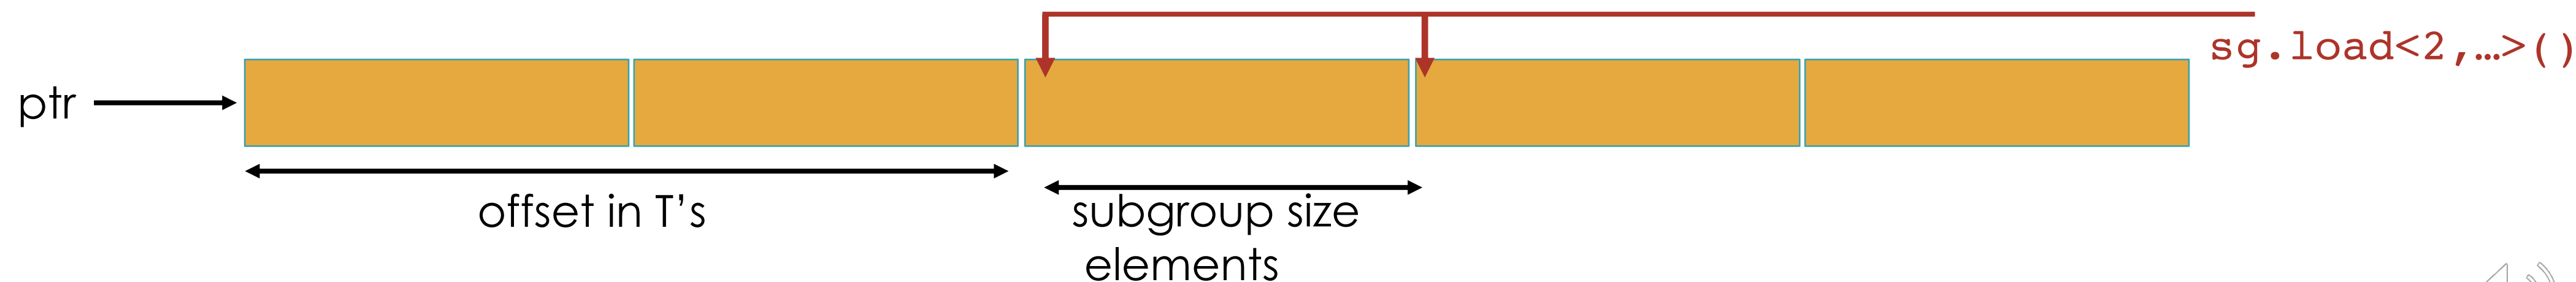 sg.load<2,…>()
ptr
offset in T’s
subgroup size
elements